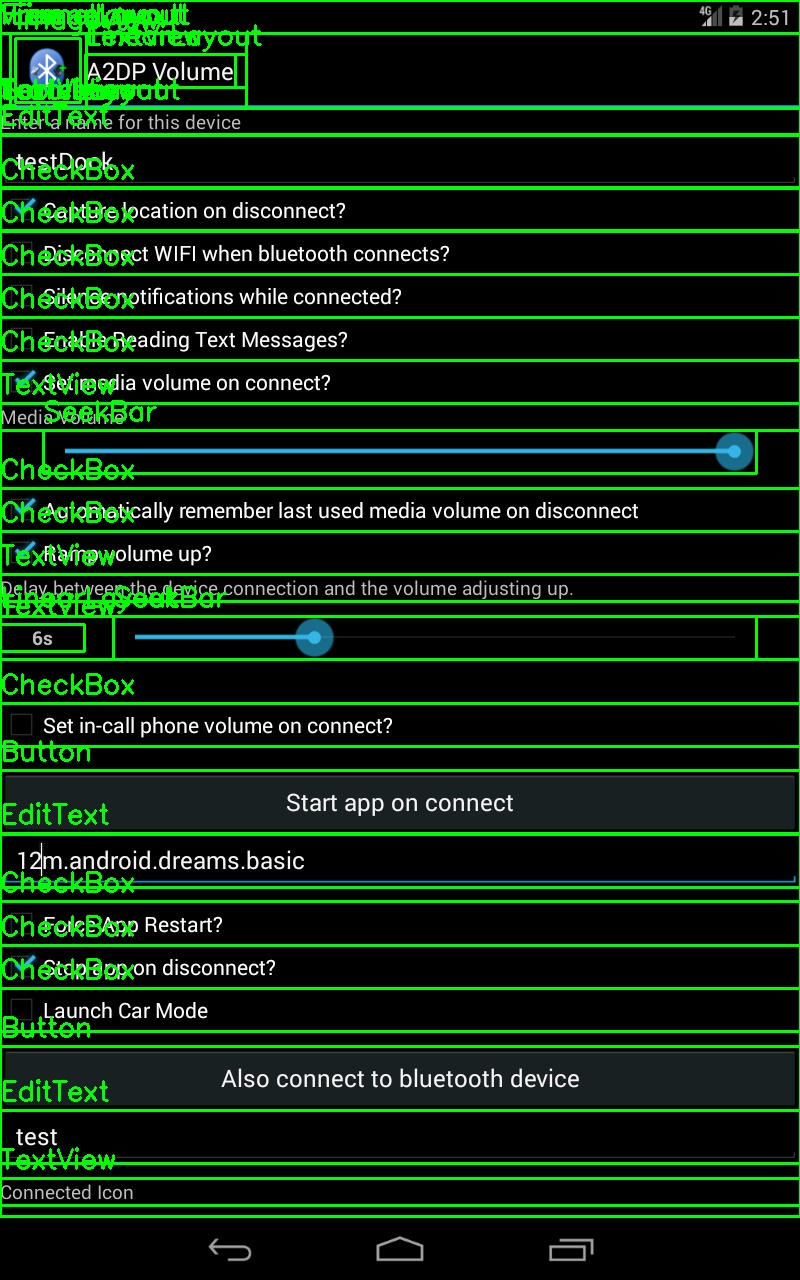 4G 2:51
A2DP Volume
EditText
Enter a name for this device
testDock
CheckBox
Capture location on disconnect?
CheckBox
Disconnect WIFI when bluetooth connects?
CheckBox
Silence notifications while connected?
CheckBox
Enable Reading Text Messages?
CheckBox
Set media volume on connect?
TextView
SeekBar
Media Volume
CheckBox
Automatically remember last used media volume on disconnect
CheckBox
Ramp volume up?
TextView
Delay between the device connection and the volume adjusting up.
SeekBar
TextView
6s
CheckBox
Set in-call phone volume on connect?
Button
Start app on connect
EditText
12m.android.dreams.basic
CheckBox
Force App Restart?
CheckBox
Stop app on disconnect?
CheckBox
Launch Car Mode
Button
Also connect to bluetooth device
EditText
test
TextView
Connected Icon